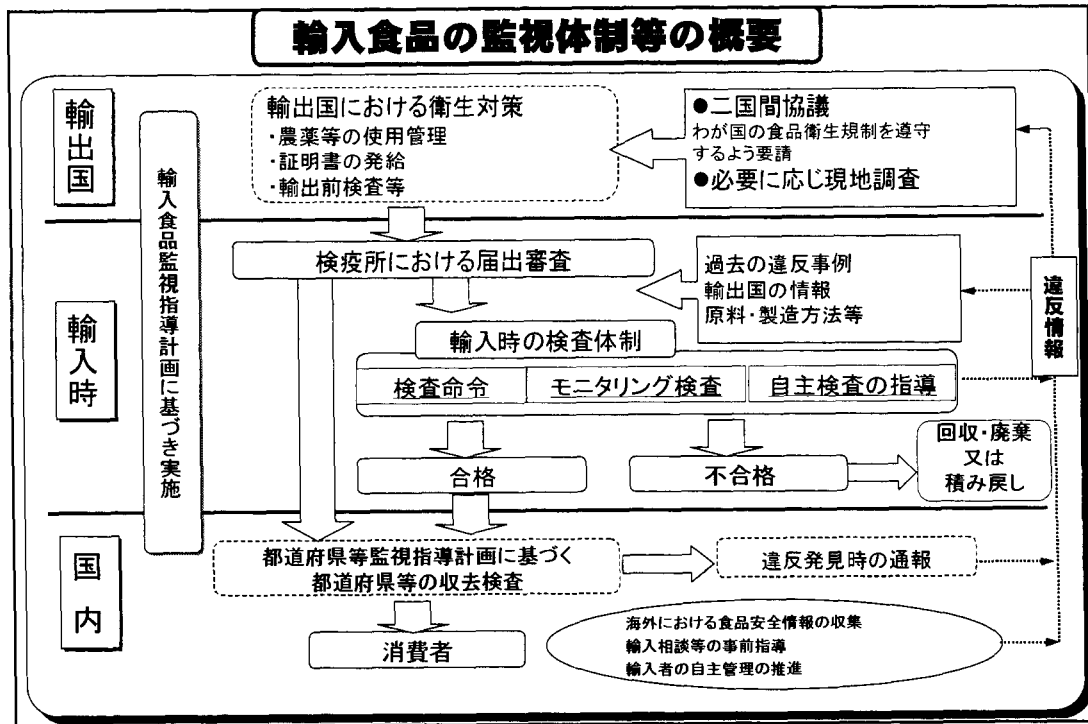 輸入食品の監視体制等の概要
輸出国
輸出国における衛生対策
・農薬等の使用管理
・証明書の発給
・輸出前検査等
●二国間協議
わが国の食品衛生規制を遵守
するよう要請
●必要に応じ現地調査
輸入食品監視指導計画に基づき実施
輸入時
検疫所における届出審査
過去の違反事例
輸出国の情報
原料・製造方法等
違反情報
輸入時の検査体制
検査命令
モニタリング検査
自主検査の指導
合格
不合格
回収・廃棄
又は
積み戻し
国内
都道府県等監視指導計画に基づく
都道府県等の収去検査
違反発見時の通報
消費者
海外における食品安全情報の収集
輸入相談等の事前指導
輸入者の自主管理の推進